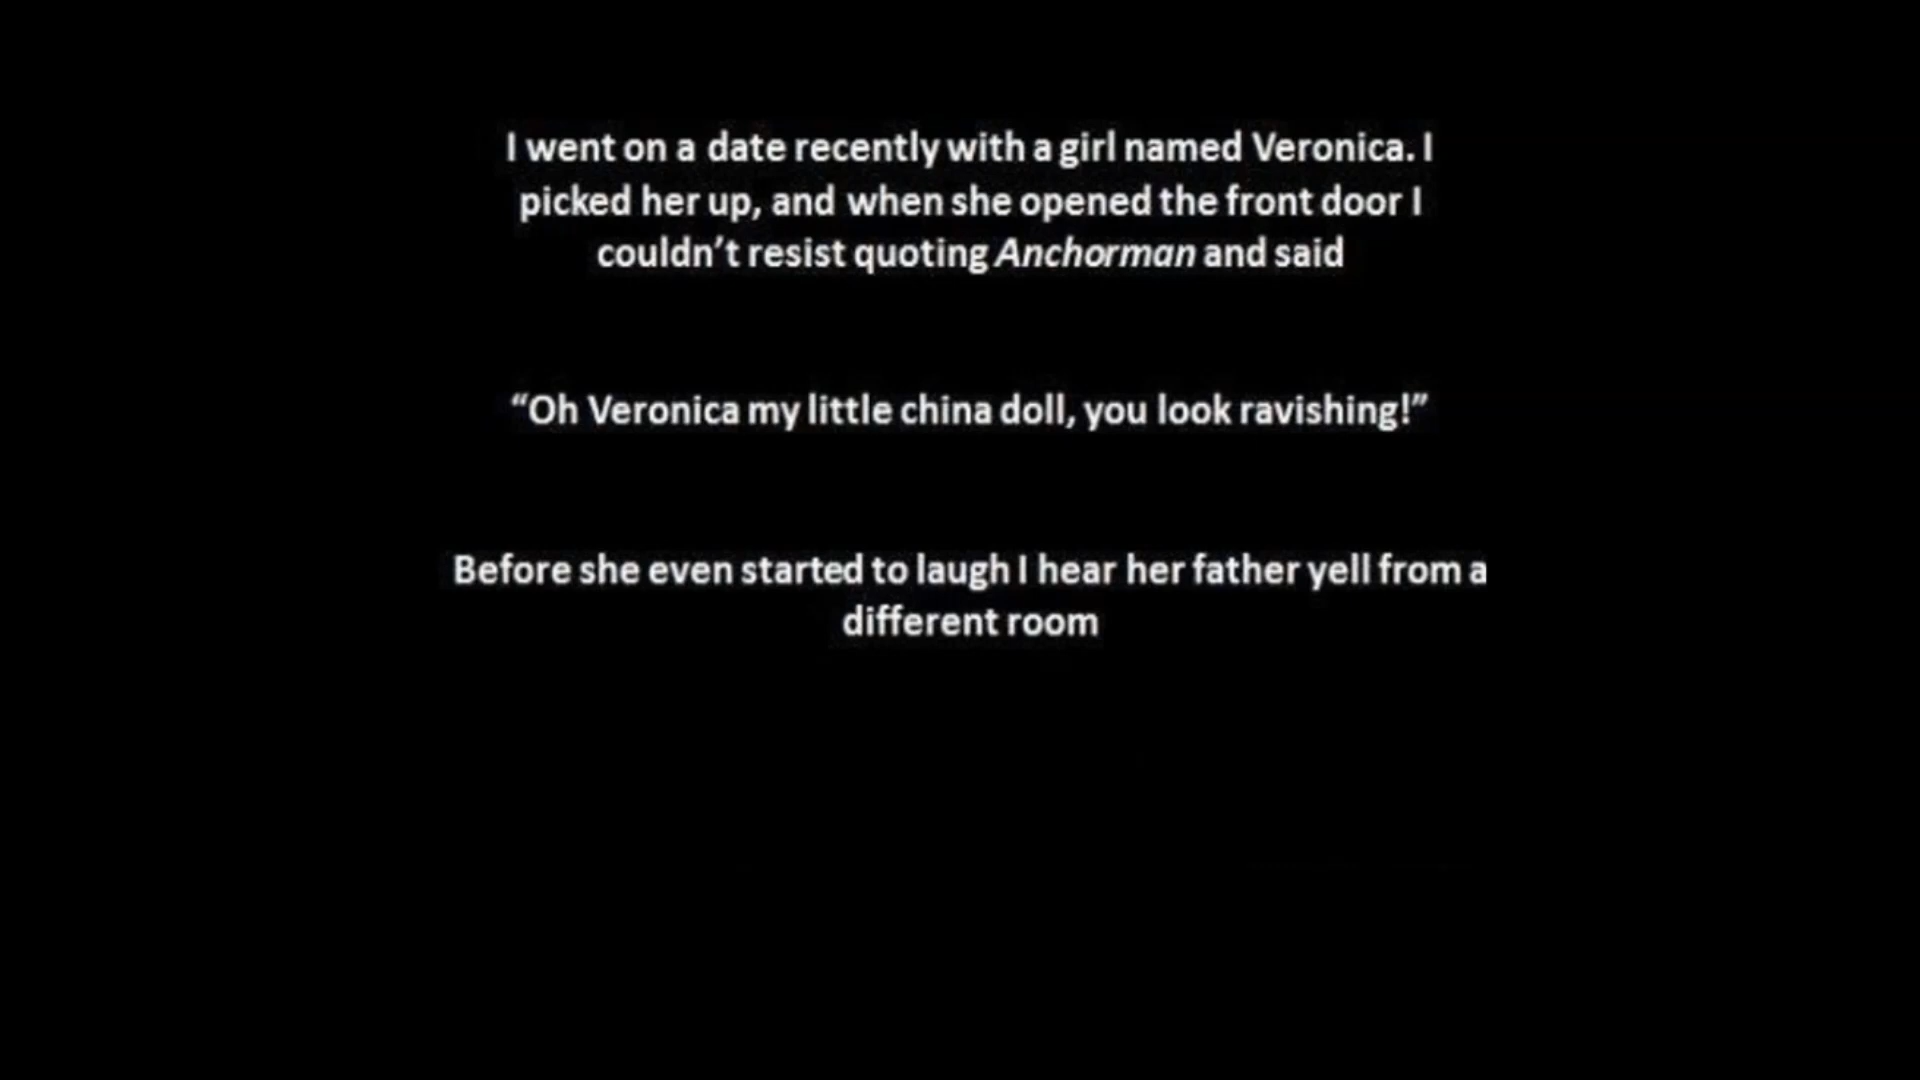 I went on a date recently with a girl named Veronica. I
picked her up, and when she opened the front door I
couldn’t resist quoting Anchorman and said
“Oh Veronica my little china doll, you look ravishing!”
Before she even started to laugh I hear her father yell from a
different room